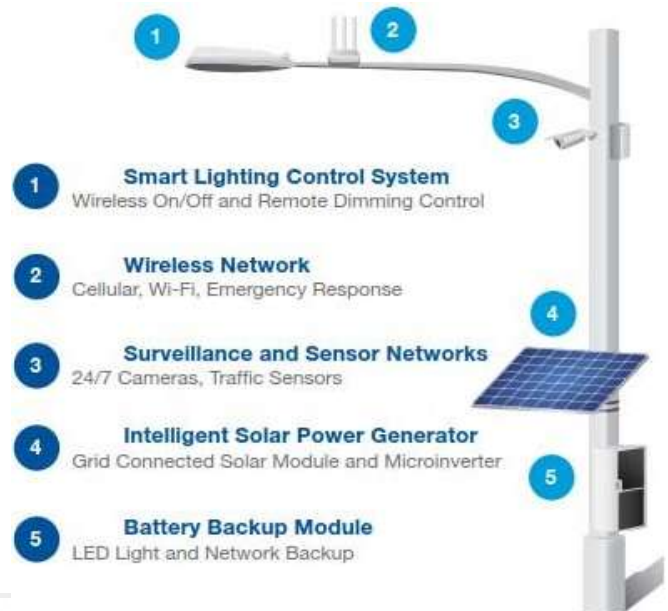 1
2
3
1
Smart Lighting Control System
Wireless On/Off and Remote Dimming Control
2
Wireless Network
Cellular, Wi-Fi, Emergency Response
4
3
Surveillance and Sensor Networks
24/7 Cameras, Traffic Sensors
4
Intelligent Solar Power Generator
Grid Connected Solar Module and Microinverter
5
5
Battery Backup Module
LED Light and Network Backup